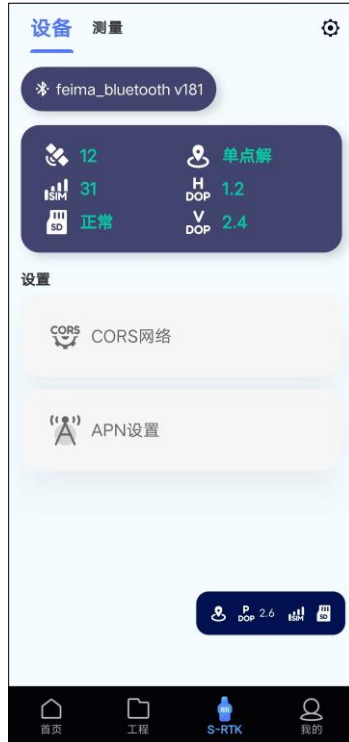 设备 测量
feima_bluetooth v181
12 单点解
SIM 31 H DOP 1.2
SD 正常 V DOP 2.4
设置
CORS CORS网络
APN设置
P DOP 2.6 SIM SD
首页 工程 S-RTK 我的